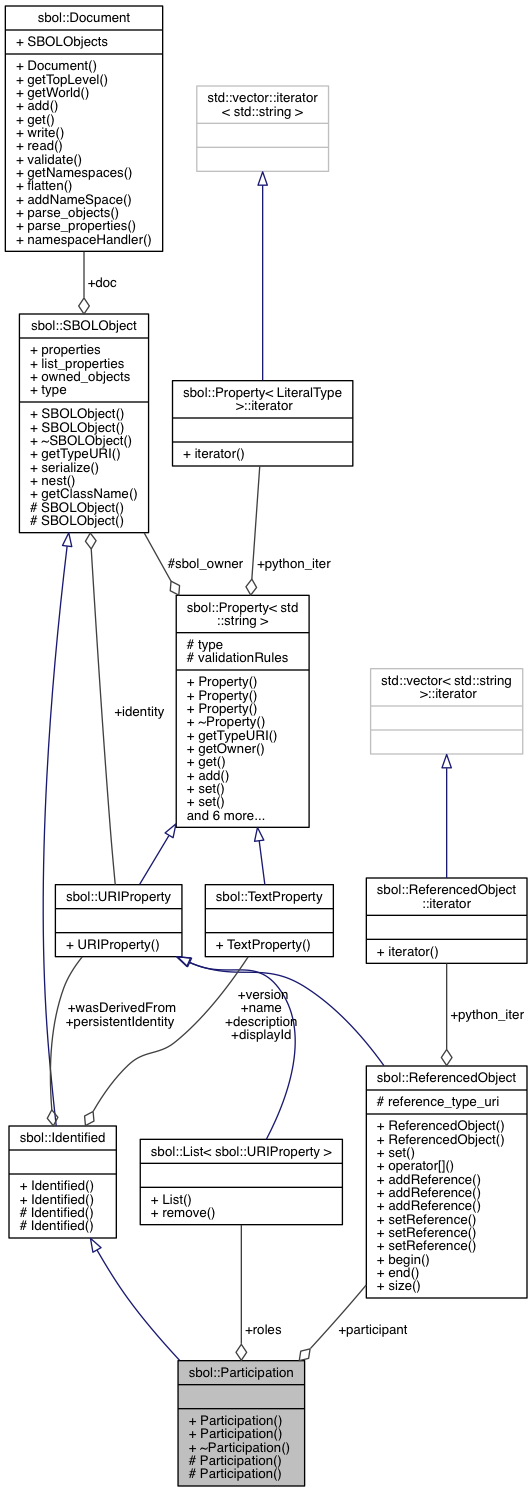 sbol::Document
+ SBOLObjects
+ Document()
+ getTopLevel()
+ getWorld()
+ add()
+ get()
+ write()
+ read()
+ validate()
+ getNamespaces()
+ flatten()
+ addNameSpace()
+ parse_objects()
+ parse_properties()
+ namespaceHandler()
std::vector::iterator
< std::string >
+doc
sbol::SBOLObject
+ properties
+ list_properties
+ owned_objects
+ type
+ SBOLObject()
+ SBOLObject()
+ ~SBOLObject()
+ getTypeURI()
+ serialize()
+ nest()
+ getClassName()
# SBOLObject()
# SBOLObject()
sbol::Property< LiteralType
>::iterator
+ iterator()
#sbol_owner
+python_iter
sbol::Property< std
::string >
# type
# validationRules
+ Property()
+ Property()
+ Property()
+ ~Property()
+ getTypeURI()
+ getOwner()
+ get()
+ add()
+ set()
+ set()
and 6 more...
+identity
std::vector< std::string
>::iterator
sbol::URIProperty
+ URIProperty()
sbol::TextProperty
+ TextProperty()
sbol::ReferencedObject
::iterator
+ iterator()
+wasDerivedFrom
+persistentIdentity
+version
+name
+description
+displayId
+python_iter
sbol::ReferencedObject
# reference_type_uri
+ ReferencedObject()
+ ReferencedObject()
+ set()
+ operator[]()
+ addReference()
+ addReference()
+ addReference()
+ setReference()
+ setReference()
+ setReference()
+ begin()
+ end()
+ size()
sbol::Identified
+ Identified()
+ Identified()
# Identified()
# Identified()
sbol::List< sbol::URIProperty >
+ List()
+ remove()
+roles
+participant
sbol::Participation
+ Participation()
+ Participation()
+ ~Participation()
# Participation()
# Participation()